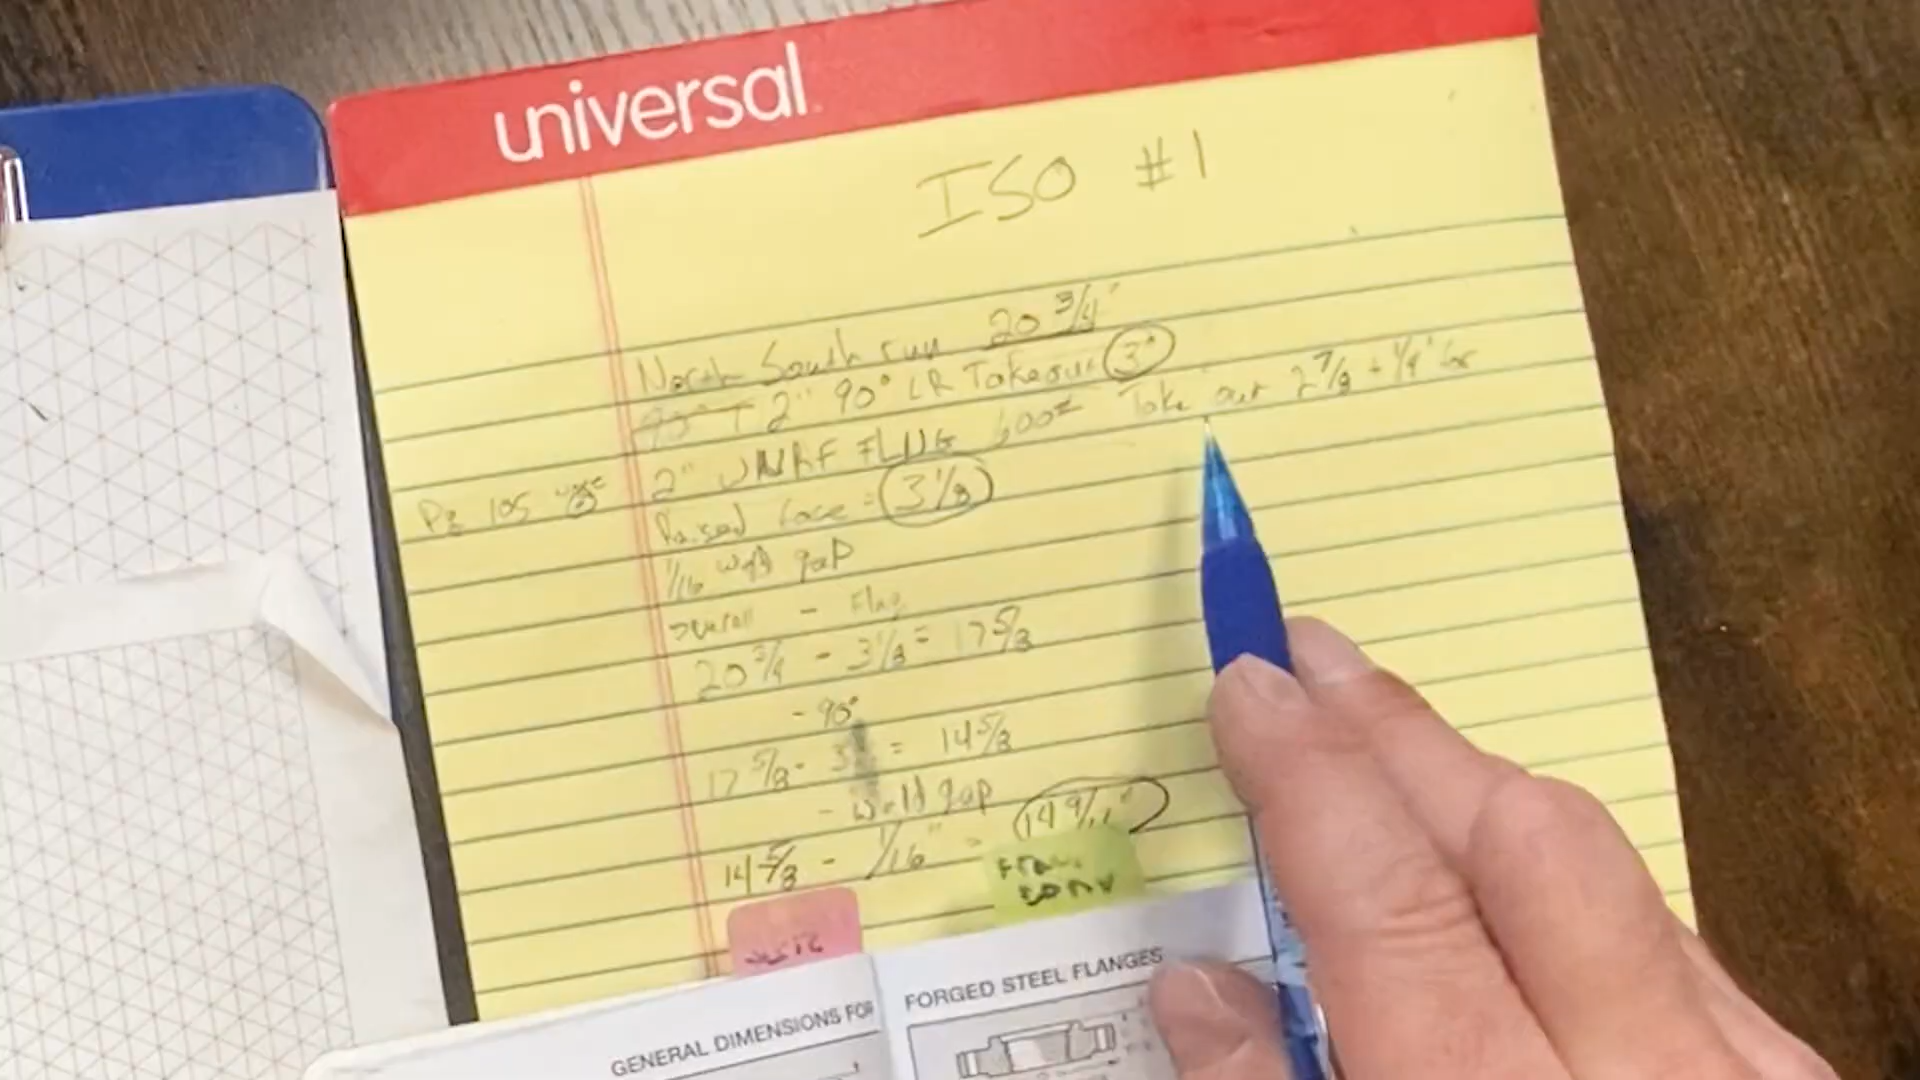 universal
ISO #1
North South run 20 3/4"
2" 90° LR Takeout 3"
2" WNRF FLNG 600# Take out 2 7/8 + 1/4" for
Pg 105
Raised face = 3 1/8
1/16 weld gap
overall - Flng
20 3/4 - 3 1/8 = 17 5/8
- 90°
17 5/8 - 3 = 14 5/8
- weld gap
14 5/8 - 1/16" = 14 9/16"
CONV
GENERAL DIMENSIONS FOR
FORGED STEEL FLANGES